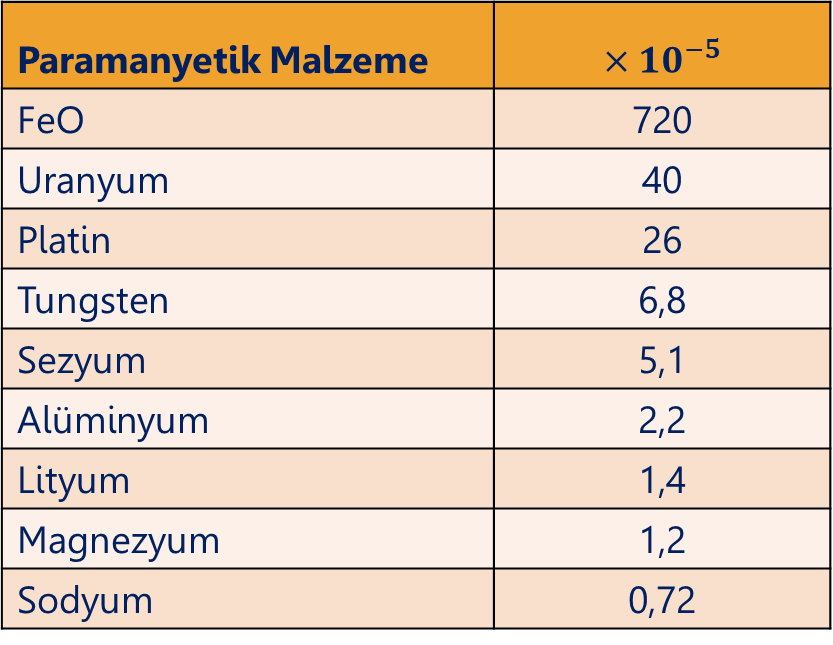 Paramanyetik Malzeme × 10⁻⁵
FeO 720
Uranyum 40
Platin 26
Tungsten 6,8
Sezyum 5,1
Alüminyum 2,2
Lityum 1,4
Magnezyum 1,2
Sodyum 0,72